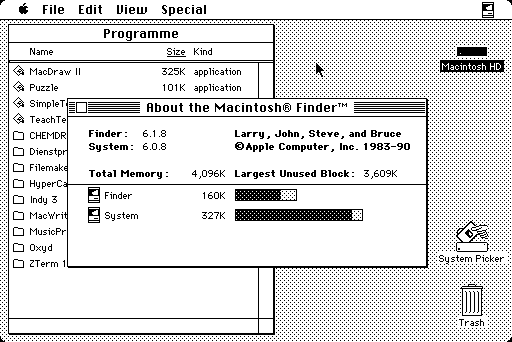 File Edit View Special
Programme
Name Size Kind
MacDraw II 325K application
Puzzle 101K application
SimpleTe
TeachTe
CHEMDR
Dienstpr
Filemake
HyperCa
Indy 3
MacWrit
MusicPr
Oxyd
ZTerm 1
About the Macintosh® Finder™
Finder: 6.1.8 Larry, John, Steve, and Bruce
System: 6.0.8 ©Apple Computer, Inc. 1983-90
Total Memory: 4,096K Largest Unused Block: 3,609K
Finder 160K
System 327K
Macintosh HD
System Picker
Trash